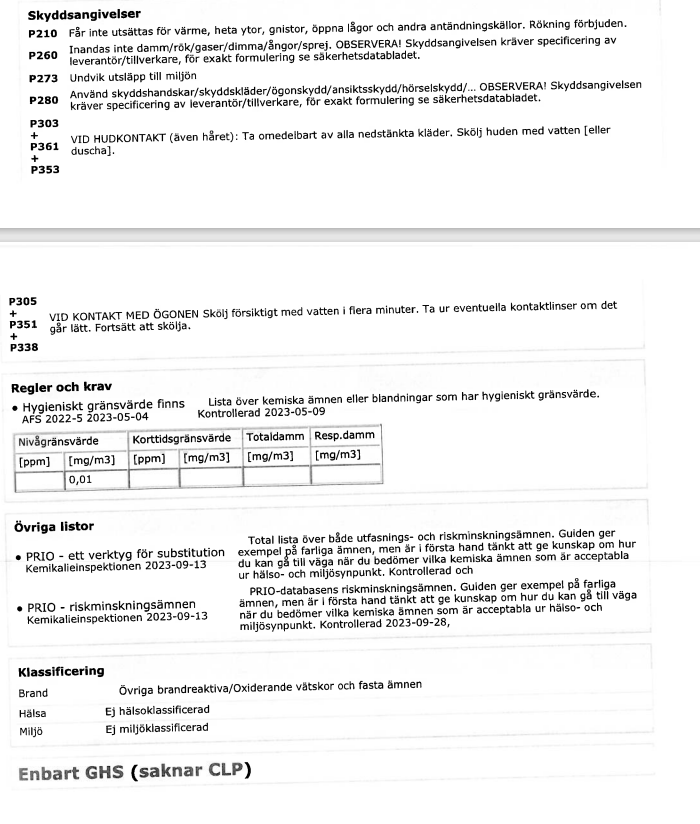 Skyddsangivelser
P210 Får inte utsättas för värme, heta ytor, gnistor, öppna lågor och andra antändningskällor. Rökning förbjuden.
P260 Inandas inte damm/rök/gaser/dimma/ångor/sprej. OBSERVERA! Skyddsangivelsen kräver specificering av
leverantör/tillverkare, för exakt formulering se säkerhetsdatabladet.
P273 Undvik utsläpp till miljön
P280 Använd skyddshandskar/skyddskläder/ögonskydd/ansiktsskydd/hörselskydd/... OBSERVERA! Skyddsangivelsen
kräver specificering av leverantör/tillverkare, för exakt formulering se säkerhetsdatabladet.
P303
+
P361
+
P353
VID HUDKONTAKT (även håret): Ta omedelbart av alla nedstänkta kläder. Skölj huden med vatten [eller
duscha].
P305
+
P351
+
P338
VID KONTAKT MED ÖGONEN Skölj försiktigt med vatten i flera minuter. Ta ur eventuella kontaktlinser om det
går lätt. Fortsätt att skölja.
Regler och krav
• Hygieniskt gränsvärde finns
AFS 2022-5 2023-05-04
Lista över kemiska ämnen eller blandningar som har hygieniskt gränsvärde.
Kontrollerad 2023-05-09
Nivågränsvärde Korttidsgränsvärde Totaldamm Resp.damm
[ppm] [mg/m3] [ppm] [mg/m3] [mg/m3] [mg/m3]
0,01
Övriga listor
• PRIO - ett verktyg för substitution
Kemikalieinspektionen 2023-09-13
Total lista över både utfasnings- och riskminskningsämnen. Guiden ger
exempel på farliga ämnen, men är i första hand tänkt att ge kunskap om hur
du kan gå till väga när du bedömer vilka kemiska ämnen som är acceptabla
ur hälso- och miljösynpunkt. Kontrollerad och
• PRIO - riskminskningsämnen
Kemikalieinspektionen 2023-09-13
PRIO-databasens riskminskningsämnen. Guiden ger exempel på farliga
ämnen, men är i första hand tänkt att ge kunskap om hur du kan gå till väga
när du bedömer vilka kemiska ämnen som är acceptabla ur hälso- och
miljösynpunkt. Kontrollerad 2023-09-28,
Klassificering
Brand Övriga brandreaktiva/Oxiderande vätskor och fasta ämnen
Hälsa Ej hälsoklassificerad
Miljö Ej miljöklassificerad
Enbart GHS (saknar CLP)